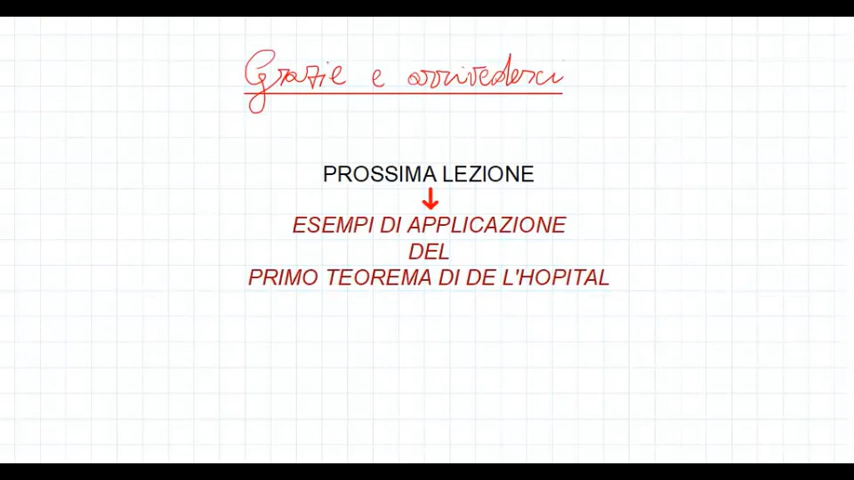 Grazie e arrivederci
PROSSIMA LEZIONE
ESEMPI DI APPLICAZIONE
DEL
PRIMO TEOREMA DI DE L'HOPITAL